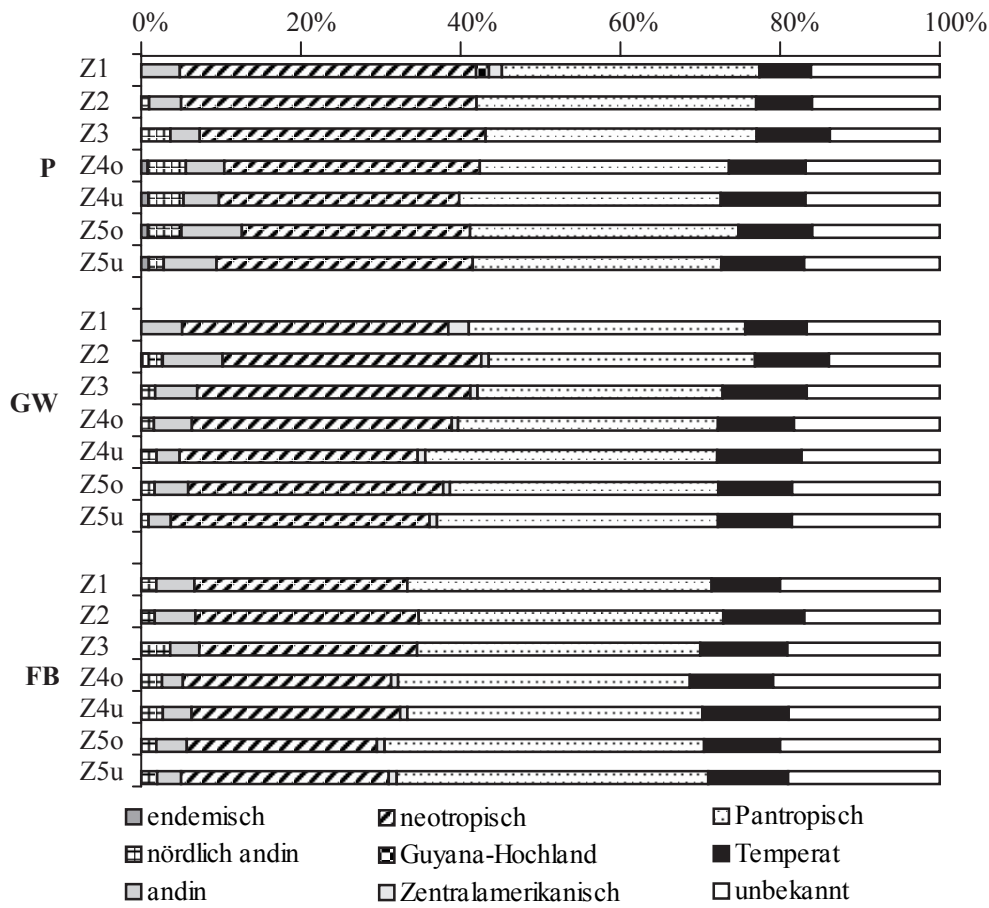 0% 20% 40% 60% 80% 100%
P
Z1
Z2
Z3
Z4o
Z4u
Z5o
Z5u
GW
Z1
Z2
Z3
Z4o
Z4u
Z5o
Z5u
FB
Z1
Z2
Z3
Z4o
Z4u
Z5o
Z5u
endemisch neotropisch Pantropisch
nördlich andin Guyana-Hochland Temperat
andin Zentralamerikanisch unbekannt